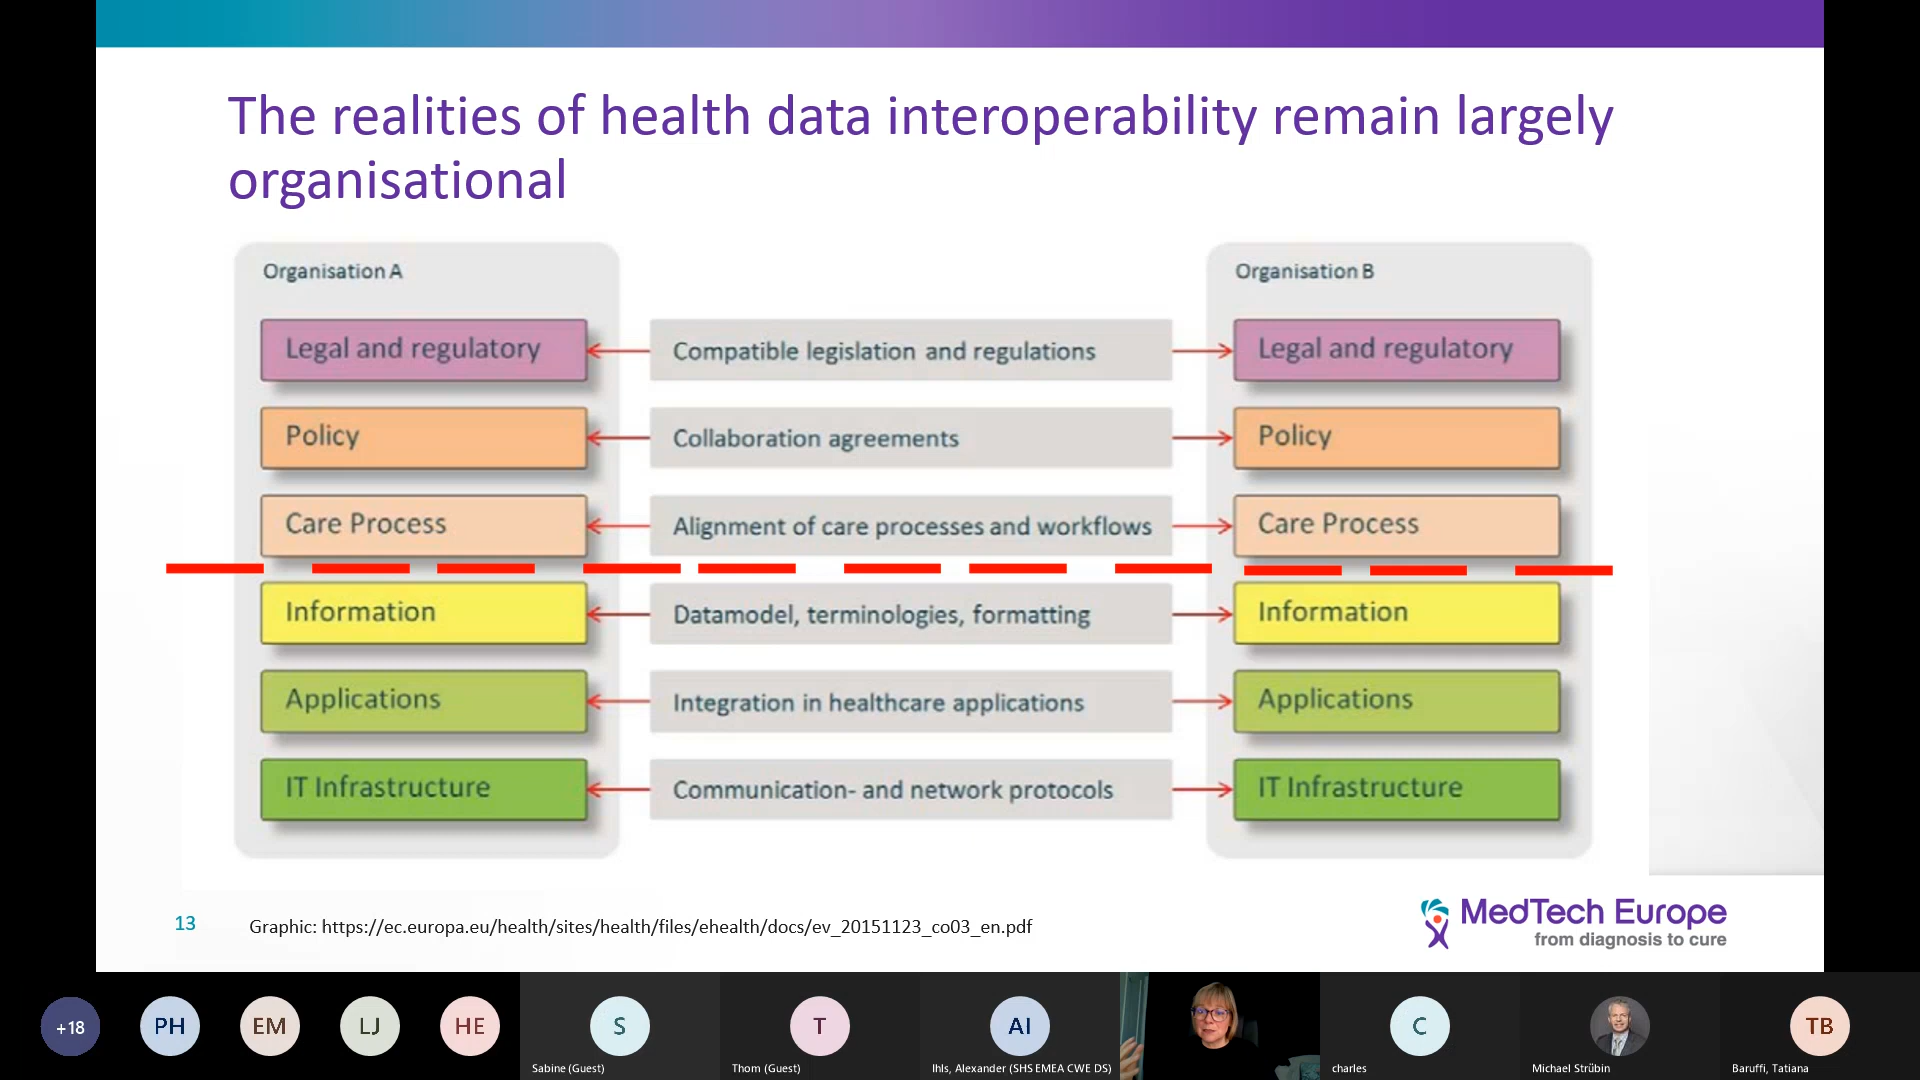 The realities of health data interoperability remain largely
organisational
Organisation A
Organisation B
Legal and regulatory
Compatible legislation and regulations
Legal and regulatory
Policy
Collaboration agreements
Policy
Care Process
Alignment of care processes and workflows
Care Process
Information
Datamodel, terminologies, formatting
Information
Applications
Integration in healthcare applications
Applications
IT Infrastructure
Communication- and network protocols
IT Infrastructure
13
Graphic: https://ec.europa.eu/health/sites/health/files/ehealth/docs/ev_20151123_co03_en.pdf
MedTech Europe
from diagnosis to cure
+18
PH
EM
LJ
HE
S
T
AI
C
TB
Sabine (Guest)
Thom (Guest)
Ihls, Alexander (SHS EMEA CWE DS)
charles
Michael Strübin
Baruffi, Tatiana